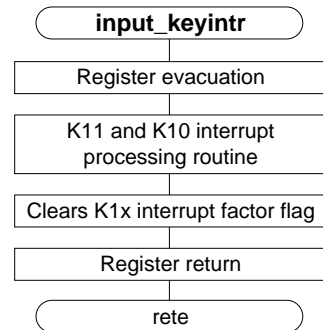 input_keyintr
Register evacuation
K11 and K10 interrupt
processing routine
Clears K1x interrupt factor flag
Register return
rete